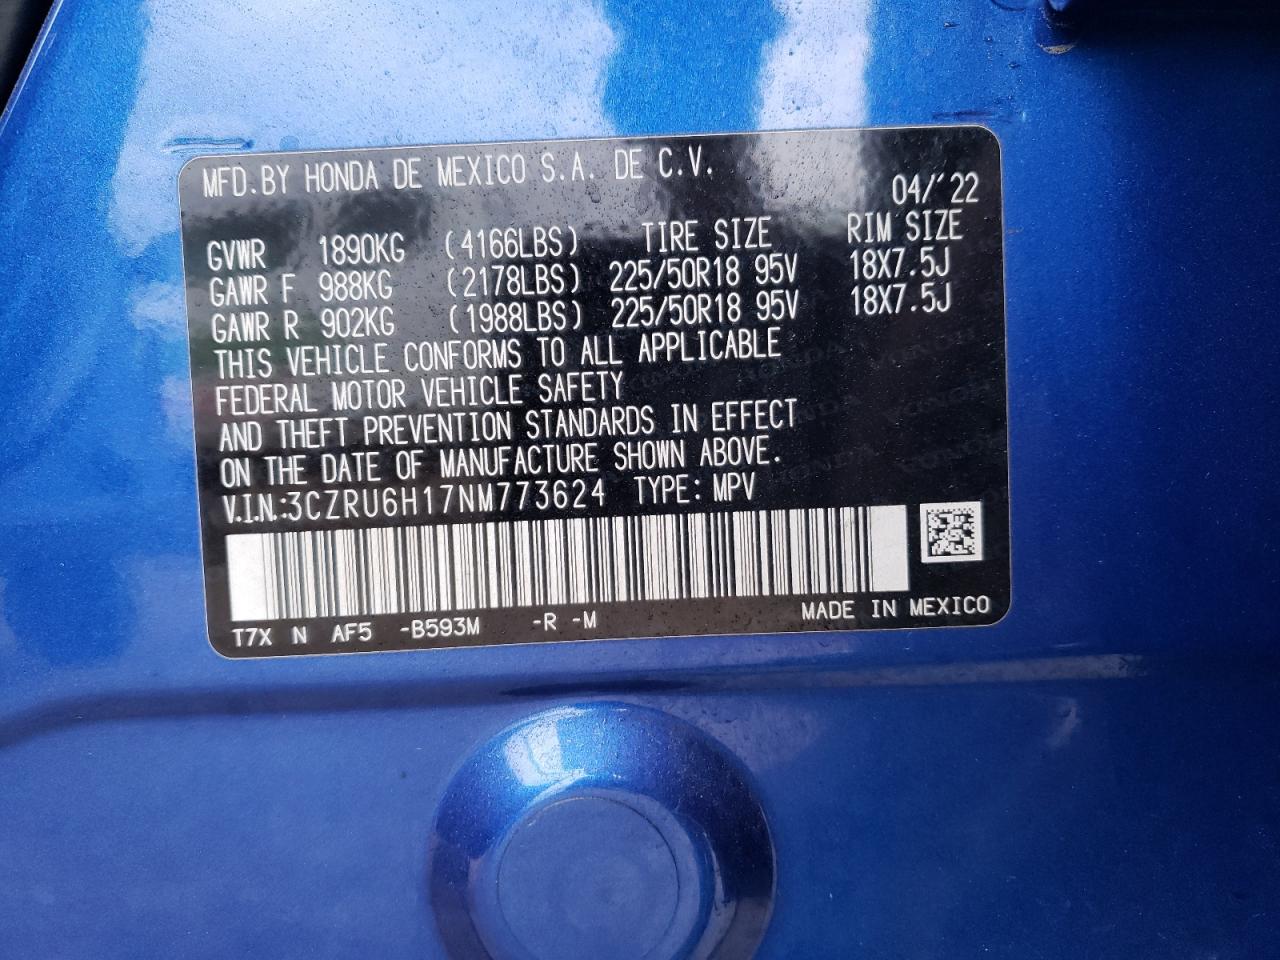 MFD.BY HONDA DE MEXICO S.A. DE C.V.
04/'22
GVWR 1890KG (4166LBS) TIRE SIZE RIM SIZE
GAWR F 988KG (2178LBS) 225/50R18 95V 18X7.5J
GAWR R 902KG (1988LBS) 225/50R18 95V 18X7.5J
THIS VEHICLE CONFORMS TO ALL APPLICABLE
FEDERAL MOTOR VEHICLE SAFETY
AND THEFT PREVENTION STANDARDS IN EFFECT
ON THE DATE OF MANUFACTURE SHOWN ABOVE.
V.I.N.:3CZRU6H17NM773624 TYPE:MPV
T7X N AF5 -B593M -R -M MADE IN MEXICO